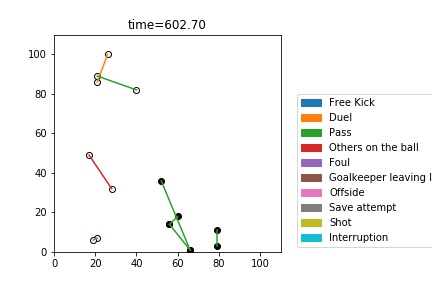 time=602.70
100
80
60
40
20
0
0 20 40 60 80 100
Free Kick
Duel
Pass
Others on the ball
Foul
Goalkeeper leaving l
Offside
Save attempt
Shot
Interruption